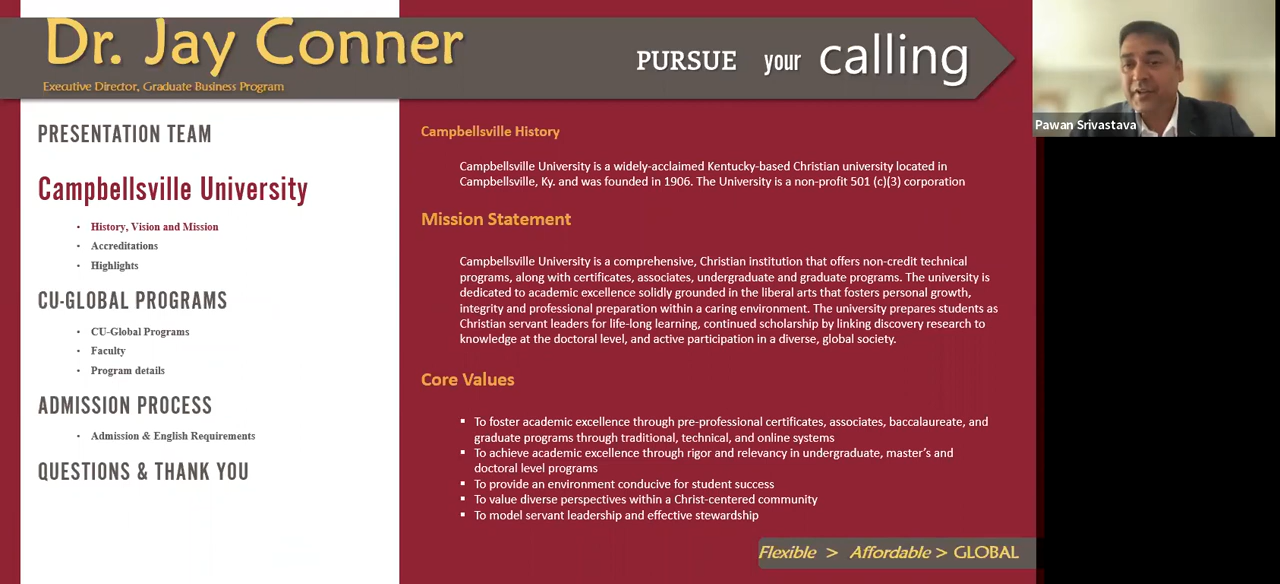 Dr. Jay Conner
Executive Director, Graduate Business Program
PURSUE your calling
Pawan Srivastava
PRESENTATION TEAM
Campbellsville University
• History, Vision and Mission
• Accreditations
• Highlights
CU-GLOBAL PROGRAMS
• CU-Global Programs
• Faculty
• Program details
ADMISSION PROCESS
• Admission & English Requirements
QUESTIONS & THANK YOU
Campbellsville History
Campbellsville University is a widely-acclaimed Kentucky-based Christian university located in
Campbellsville, Ky. and was founded in 1906. The University is a non-profit 501 (c)(3) corporation
Mission Statement
Campbellsville University is a comprehensive, Christian institution that offers non-credit technical
programs, along with certificates, associates, undergraduate and graduate programs. The university is
dedicated to academic excellence solidly grounded in the liberal arts that fosters personal growth,
integrity and professional preparation within a caring environment. The university prepares students as
Christian servant leaders for life-long learning, continued scholarship by linking discovery research to
knowledge at the doctoral level, and active participation in a diverse, global society.
Core Values
▪ To foster academic excellence through pre-professional certificates, associates, baccalaureate, and
graduate programs through traditional, technical, and online systems
▪ To achieve academic excellence through rigor and relevancy in undergraduate, master's and
doctoral level programs
▪ To provide an environment conducive for student success
▪ To value diverse perspectives within a Christ-centered community
▪ To model servant leadership and effective stewardship
Flexible > Affordable > GLOBAL